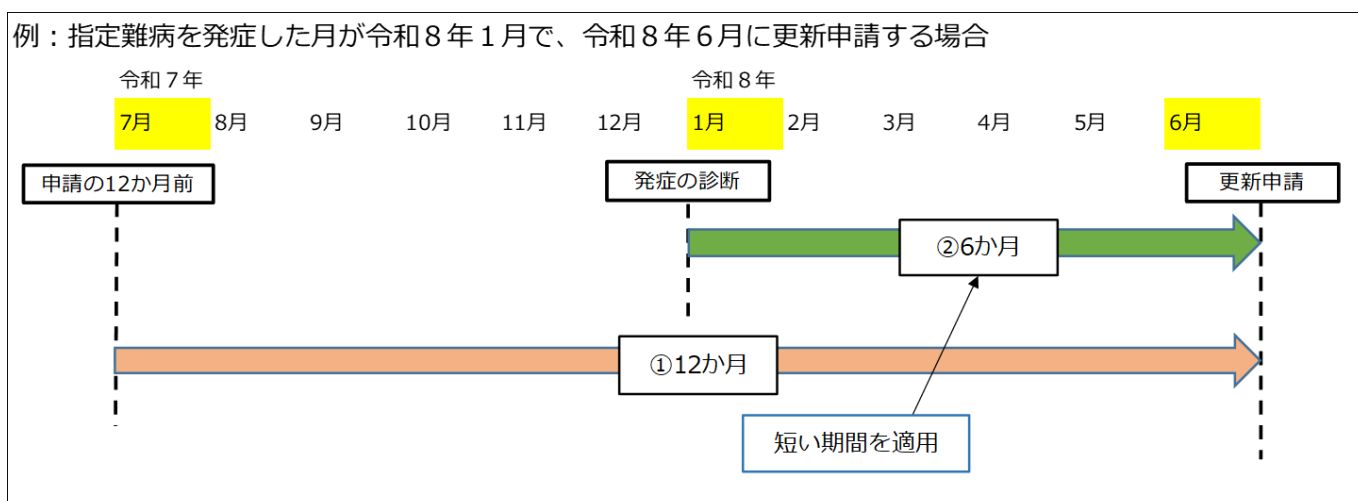 例：指定難病を発症した月が令和８年１月で、令和８年６月に更新申請する場合
令和７年 令和８年
7月 8月 9月 10月 11月 12月 1月 2月 3月 4月 5月 6月
申請の12か月前 発症の診断 更新申請
②6か月
①12か月
短い期間を適用